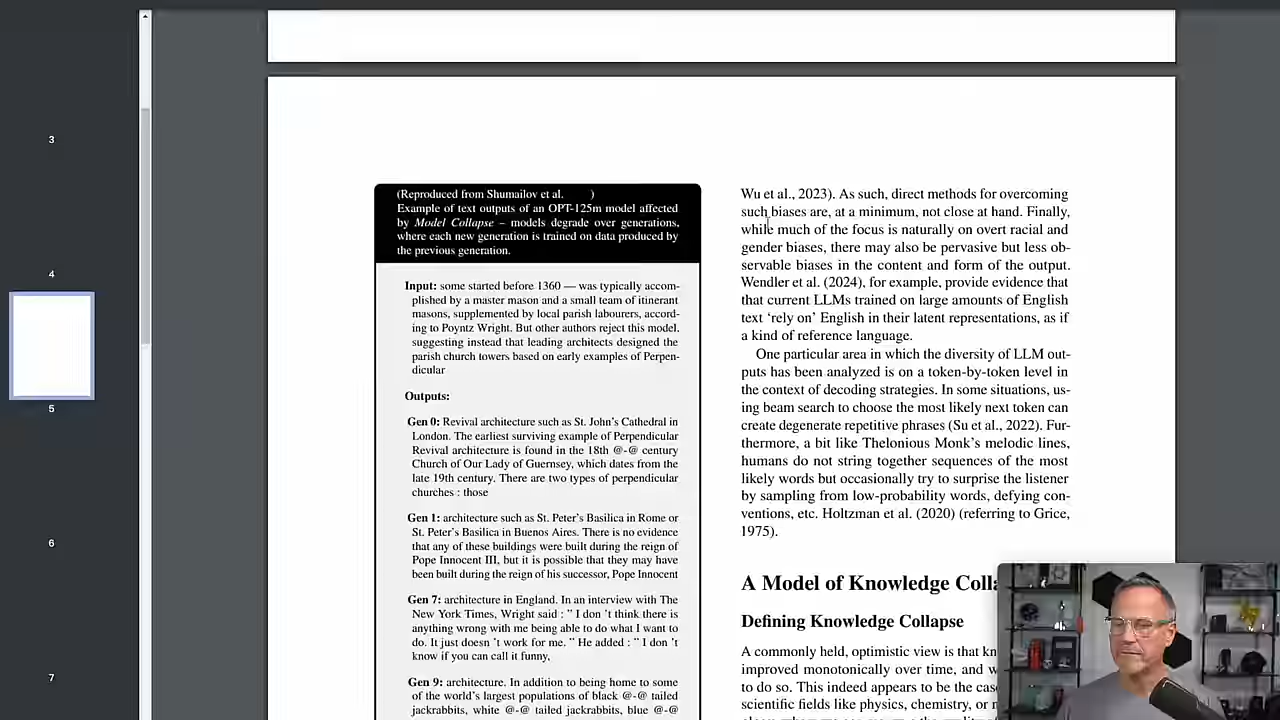 3
4
5
6
7
(Reproduced from Shumailov et al. )
Example of text outputs of an OPT-125m model affected
by Model Collapse – models degrade over generations,
where each new generation is trained on data produced by
the previous generation.
Input: some started before 1360 — was typically accom-
plished by a master mason and a small team of itinerant
masons, supplemented by local parish labourers, accord-
ing to Poyntz Wright. But other authors reject this model,
suggesting instead that leading architects designed the
parish church towers based on early examples of Perpen-
dicular
Outputs:
Gen 0: Revival architecture such as St. John's Cathedral in
London. The earliest surviving example of Perpendicular
Revival architecture is found in the 18th @-@ century
Church of Our Lady of Guernsey, which dates from the
late 19th century. There are two types of perpendicular
churches : those
Gen 1: architecture such as St. Peter's Basilica in Rome or
St. Peter's Basilica in Buenos Aires. There is no evidence
that any of these buildings were built during the reign of
Pope Innocent III, but it is possible that they may have
been built during the reign of his successor, Pope Innocent
Gen 7: architecture in England. In an interview with The
New York Times, Wright said : " I don 't think there is
anything wrong with me being able to do what I want to
do. It just doesn 't work for me. " He added : " I don 't
know if you can call it funny,
Gen 9: architecture. In addition to being home to some
of the world's largest populations of black @-@ tailed
jackrabbits, white @-@ tailed jackrabbits, blue @-@
Wu et al., 2023). As such, direct methods for overcoming
such biases are, at a minimum, not close at hand. Finally,
while much of the focus is naturally on overt racial and
gender biases, there may also be pervasive but less ob-
servable biases in the content and form of the output.
Wendler et al. (2024), for example, provide evidence that
that current LLMs trained on large amounts of English
text 'rely on' English in their latent representations, as if
a kind of reference language.
One particular area in which the diversity of LLM out-
puts has been analyzed is on a token-by-token level in
the context of decoding strategies. In some situations, us-
ing beam search to choose the most likely next token can
create degenerate repetitive phrases (Su et al., 2022). Fur-
thermore, a bit like Thelonious Monk's melodic lines,
humans do not string together sequences of the most
likely words but occasionally try to surprise the listener
by sampling from low-probability words, defying con-
ventions, etc. Holtzman et al. (2020) (referring to Grice,
1975).
A Model of Knowledge Colla
Defining Knowledge Collapse
A commonly held, optimistic view is that kn
improved monotonically over time, and w
to do so. This indeed appears to be the cas
scientific fields like physics, chemistry, or